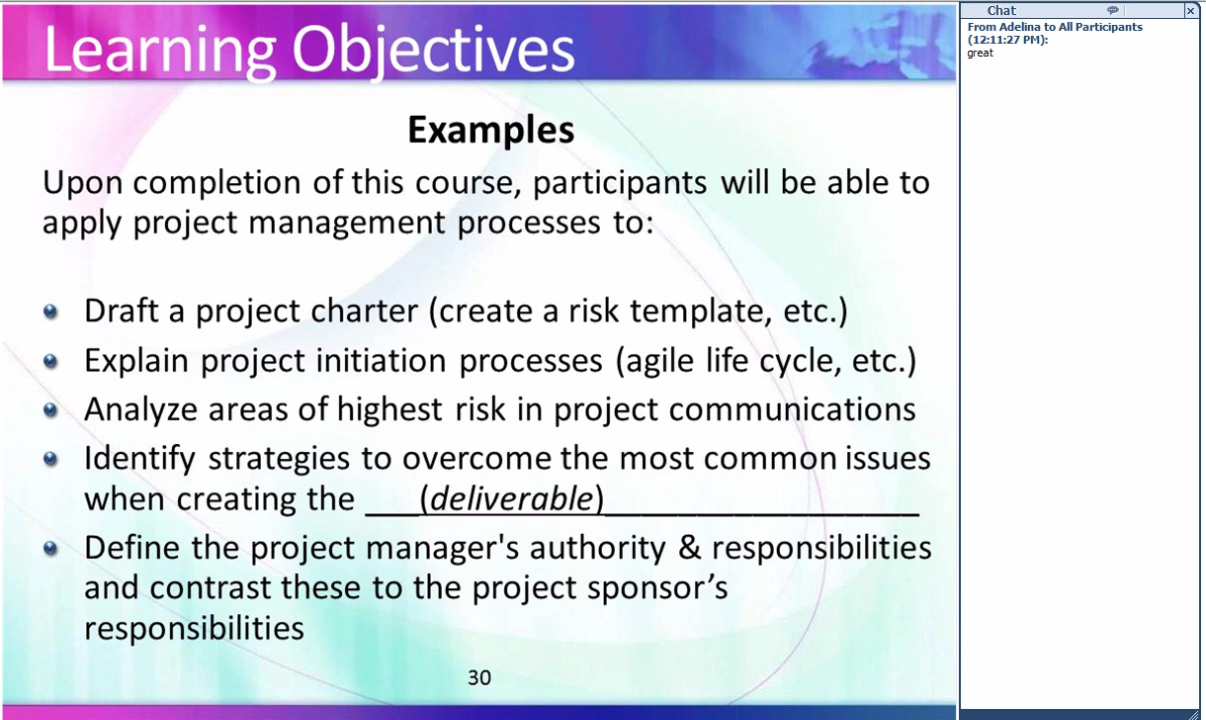 Learning Objectives
Examples
Upon completion of this course, participants will be able to
apply project management processes to:
Draft a project charter (create a risk template, etc.)
Explain project initiation processes (agile life cycle, etc.)
Analyze areas of highest risk in project communications
Identify strategies to overcome the most common issues
when creating the ___(deliverable)_________________
Define the project manager's authority & responsibilities
and contrast these to the project sponsor’s
responsibilities
30
Chat
From Adelina to All Participants
(12:11:27 PM):
great